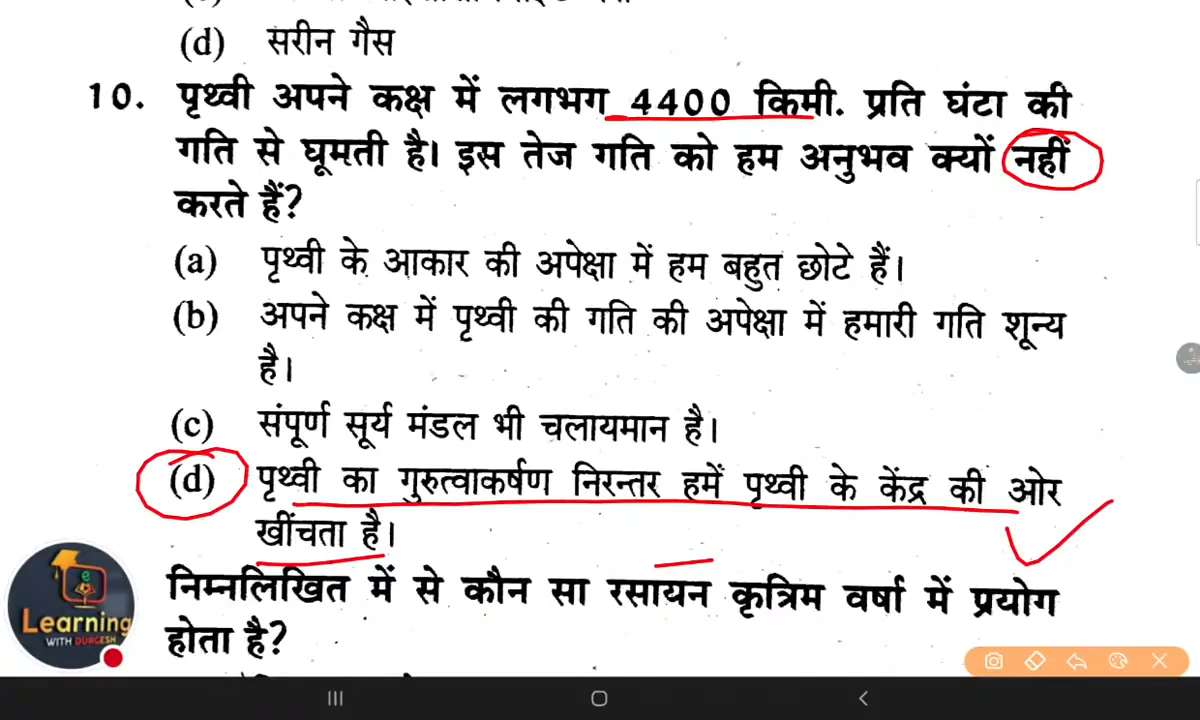 (d) सरीन गैस
10. पृथ्वी अपने कक्ष में लगभग 4400 किमी. प्रति घंटा की
गति से घूमती है। इस तेज गति को हम अनुभव क्यों नहीं
करते हैं?
(a) पृथ्वी के आकार की अपेक्षा में हम बहुत छोटे हैं।
(b) अपने कक्ष में पृथ्वी की गति की अपेक्षा में हमारी गति शून्य
है।
(c) संपूर्ण सूर्य मंडल भी चलायमान है।
(d) पृथ्वी का गुरुत्वाकर्षण निरन्तर हमें पृथ्वी के केंद्र की ओर
खींचता है।
निम्नलिखित में से कौन सा रसायन कृत्रिम वर्षा में प्रयोग
होता है?
e
Learning
WITH DURGESH